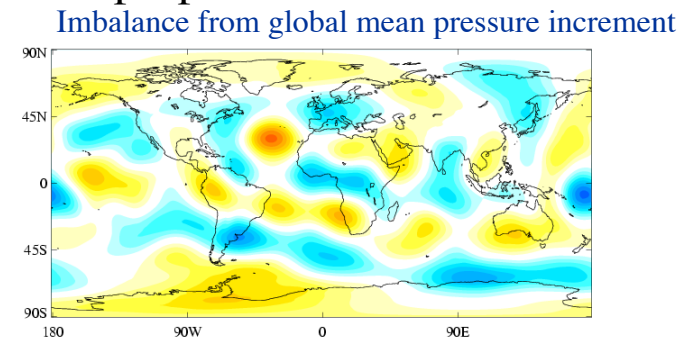 Imbalance from global mean pressure increment
90N
45N
0
45S
90S
180
90W
0
90E